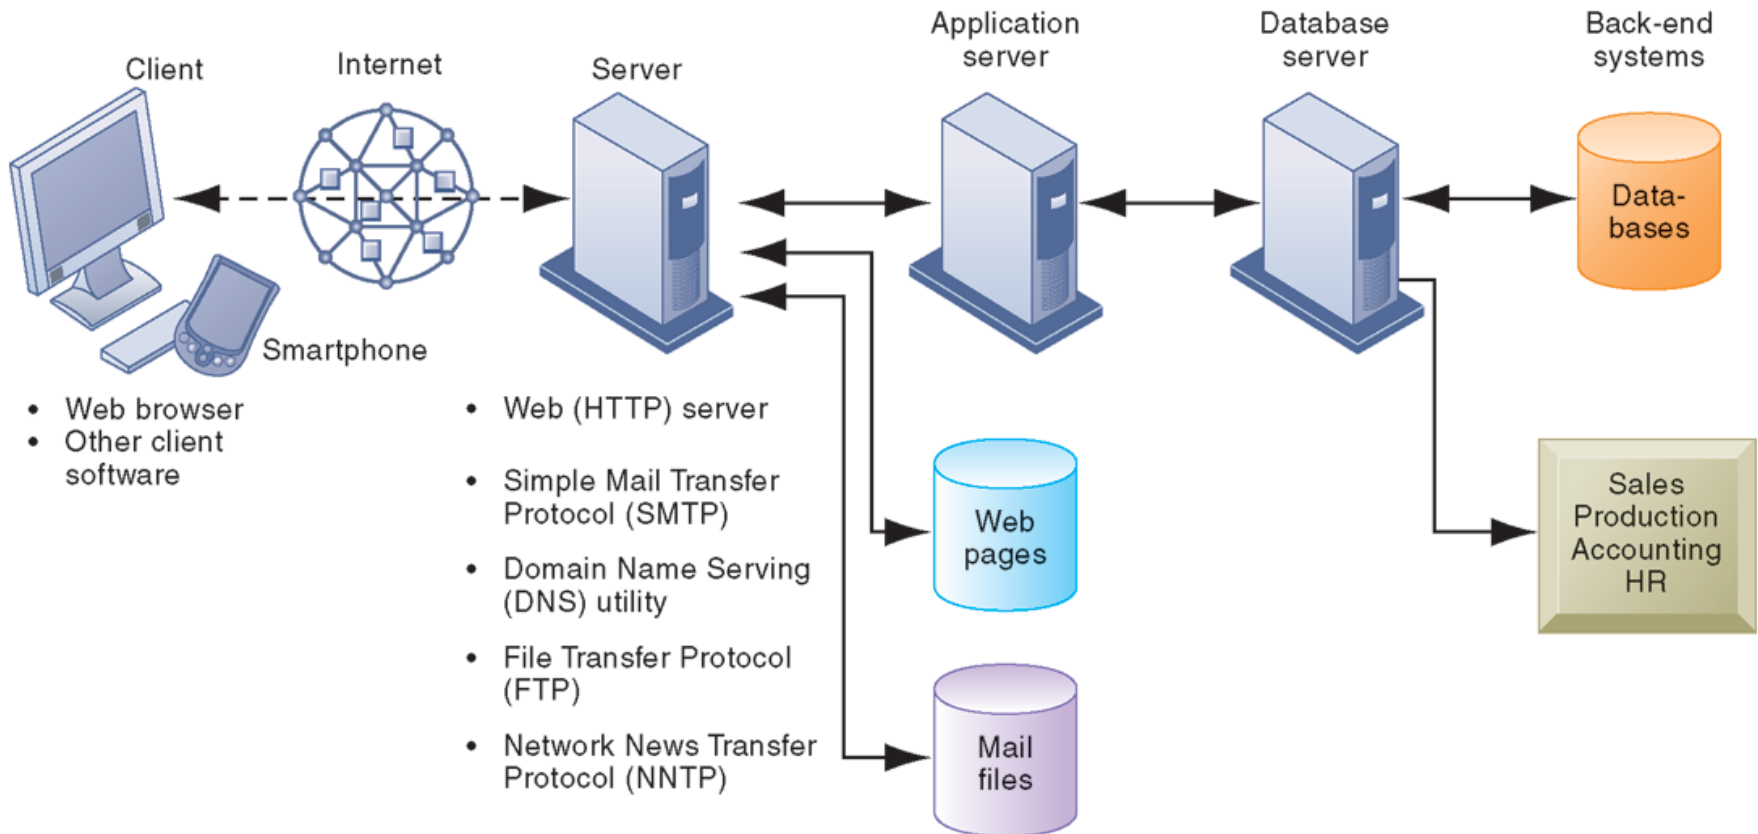 Client
Internet
Server
Application
server
Database
server
Back-end
systems
Data-
bases
Smartphone
• Web browser
• Other client
software
• Web (HTTP) server
• Simple Mail Transfer
Protocol (SMTP)
• Domain Name Serving
(DNS) utility
• File Transfer Protocol
(FTP)
• Network News Transfer
Protocol (NNTP)
Web
pages
Mail
files
Sales
Production
Accounting
HR